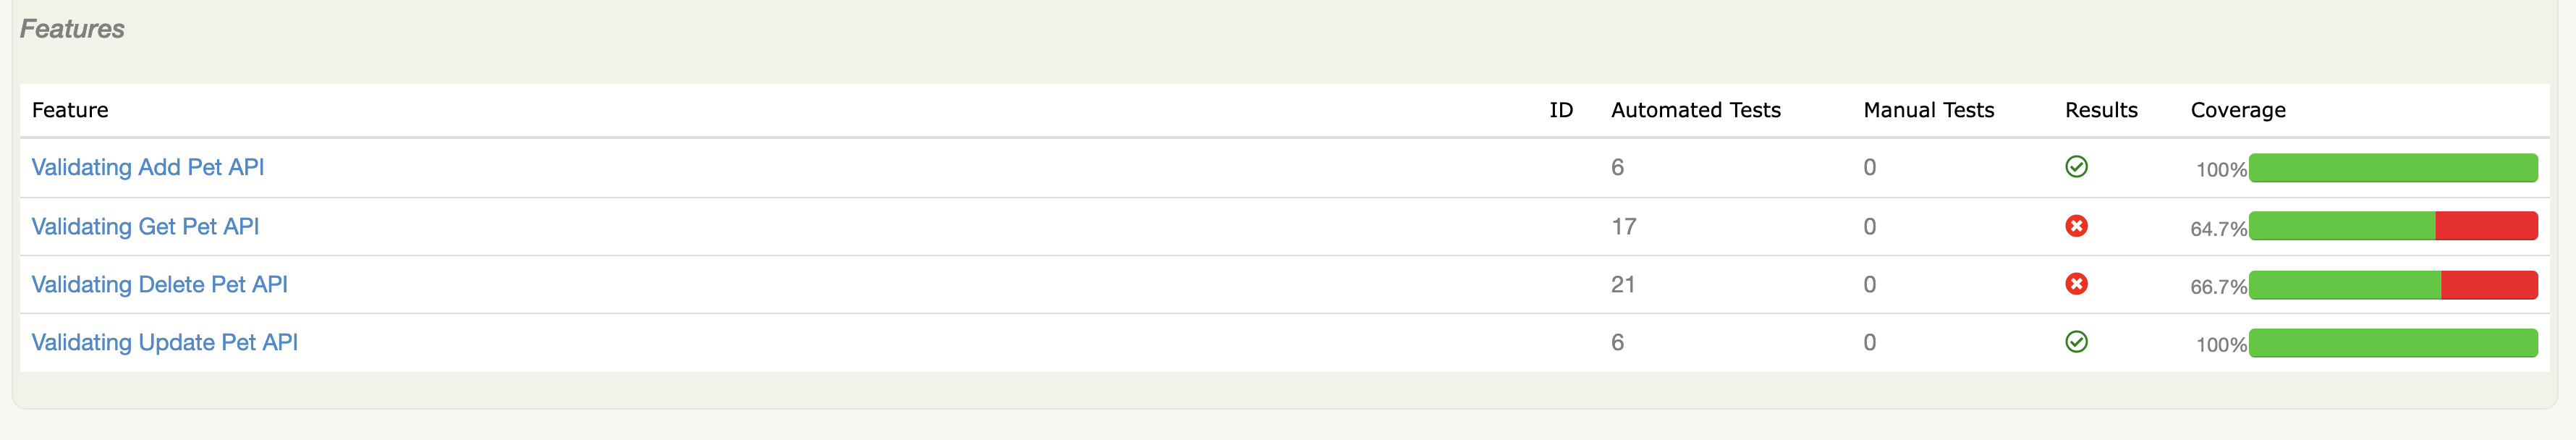 Features
Feature ID Automated Tests Manual Tests Results Coverage
Validating Add Pet API 6 0 100%
Validating Get Pet API 17 0 64.7%
Validating Delete Pet API 21 0 66.7%
Validating Update Pet API 6 0 100%